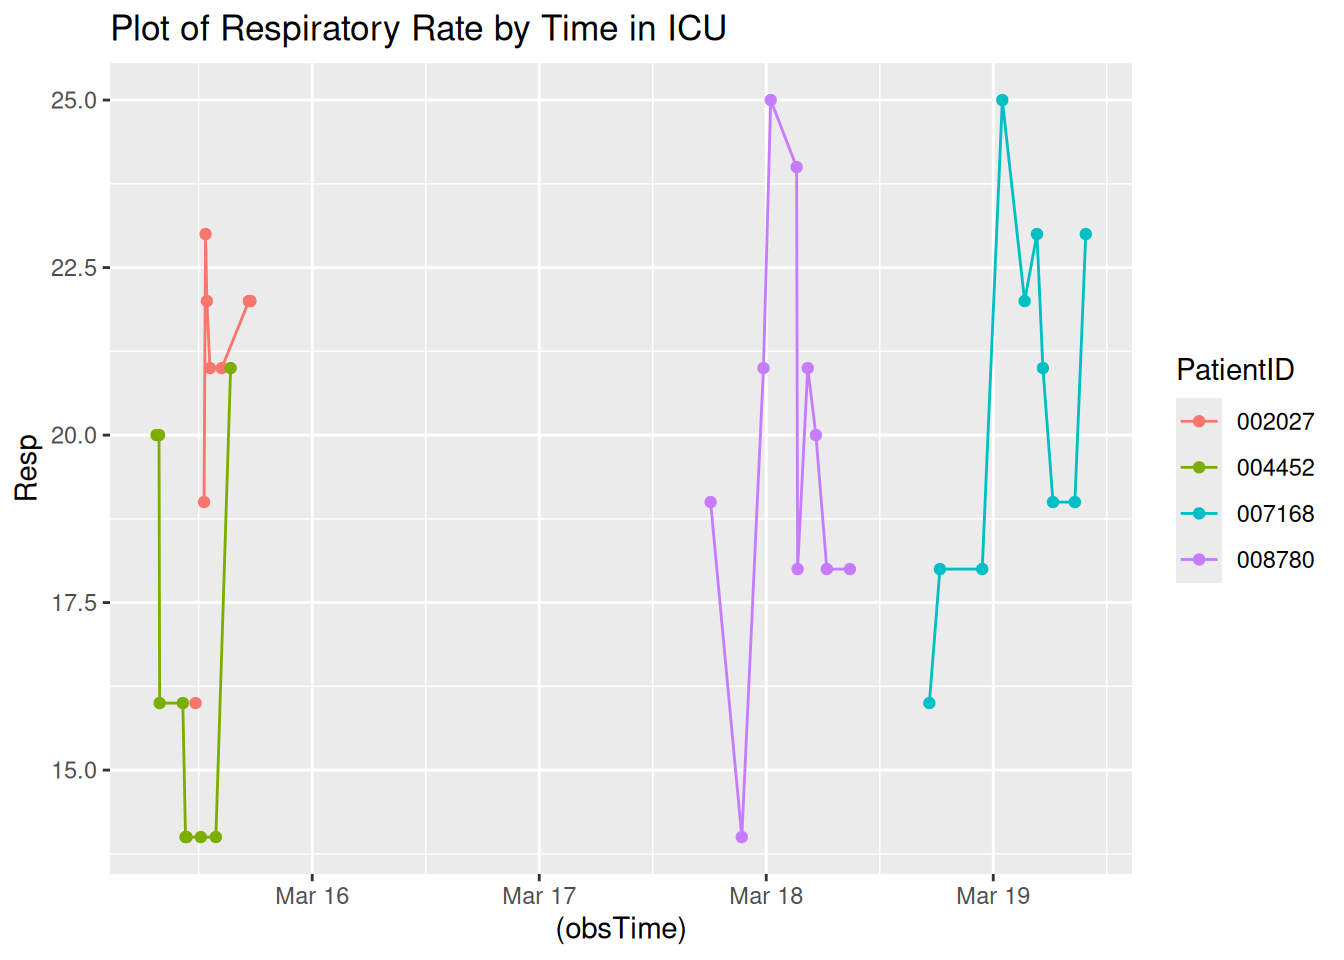 Plot of Respiratory Rate by Time in ICU
25.0
22.5
20.0
17.5
15.0
Resp
Mar 16
Mar 17
Mar 18
Mar 19
(obsTime)
PatientID
002027
004452
007168
008780